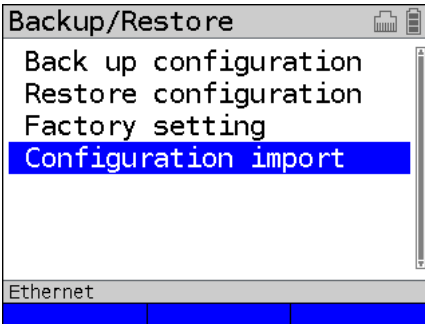 Backup/Restore
Back up configuration
Restore configuration
Factory setting
Configuration import
Ethernet